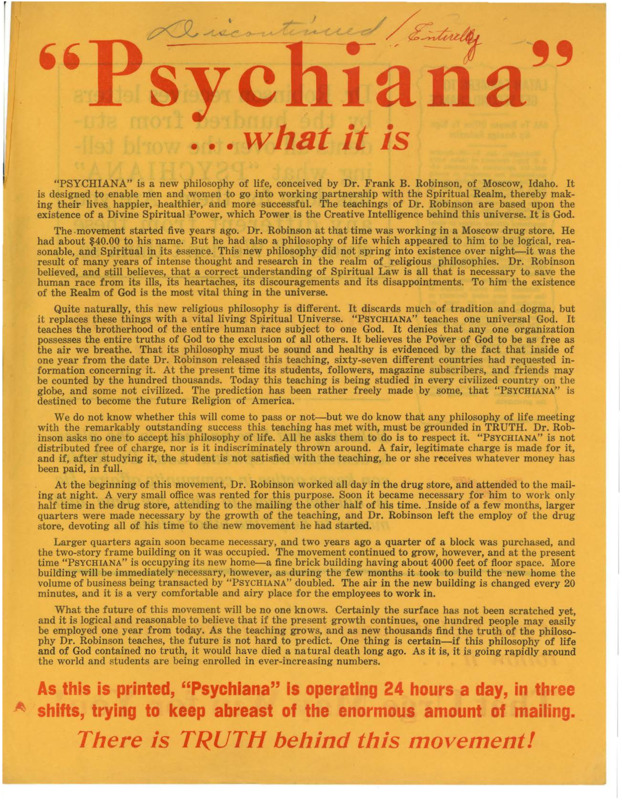 Discontinued / Entirely
"Psychiana"
...what it is
"PSYCHIANA" is a new philosophy of life, conceived by Dr. Frank B. Robinson, of Moscow, Idaho. It
is designed to enable men and women to go into working partnership with the Spiritual Realm, thereby mak-
ing their lives happier, healthier, and more successful. The teachings of Dr. Robinson are based upon the
existence of a Divine Spiritual Power, which Power is the Creative Intelligence behind this universe. It is God.
The movement started five years ago. Dr. Robinson at that time was working in a Moscow drug store. He
had about $40.00 to his name. But he had also a philosophy of life which appeared to him to be logical, rea-
sonable, and Spiritual in its essence. This new philosophy did not spring into existence over night—it was the
result of many years of intense thought and research in the realm of religious philosophies. Dr. Robinson
believed, and still believes, that a correct understanding of Spiritual Law is all that is necessary to save the
human race from its ills, its heartaches, its discouragements and its disappointments. To him the existence
of the Realm of God is the most vital thing in the universe.
Quite naturally, this new religious philosophy is different. It discards much of tradition and dogma, but
it replaces these things with a vital living Spiritual Universe. "PSYCHIANA" teaches one universal God. It
teaches the brotherhood of the entire human race subject to one God. It denies that any one organization
possesses the entire truths of God to the exclusion of all others. It believes the Power of God to be as free as
the air we breathe. That its philosophy must be sound and healthy is evidenced by the fact that inside of
one year from the date Dr. Robinson released this teaching, sixty-seven different countries had requested in-
formation concerning it. At the present time its students, followers, magazine subscribers, and friends may
be counted by the hundred thousands. Today this teaching is being studied in every civilized country on the
globe, and some not civilized. The prediction has been rather freely made by some, that "PSYCHIANA" is
destined to become the future Religion of America.
We do not know whether this will come to pass or not—but we do know that any philosophy of life meeting
with the remarkably outstanding success this teaching has met with, must be grounded in TRUTH. Dr. Rob-
inson asks no one to accept his philosophy of life. All he asks them to do is to respect it. "PSYCHIANA" is not
distributed free of charge, nor is it indiscriminately thrown around. A fair, legitimate charge is made for it,
and if, after studying it, the student is not satisfied with the teaching, he or she receives whatever money has
been paid, in full.
At the beginning of this movement, Dr. Robinson worked all day in the drug store, and attended to the mail-
ing at night. A very small office was rented for this purpose. Soon it became necessary for him to work only
half time in the drug store, attending to the mailing the other half of his time. Inside of a few months, larger
quarters were made necessary by the growth of the teaching, and Dr. Robinson left the employ of the drug
store, devoting all of his time to the new movement he had started.
Larger quarters again soon became necessary, and two years ago a quarter of a block was purchased, and
the two-story frame building on it was occupied. The movement continued to grow, however, and at the present
time "PSYCHIANA" is occupying its new home—a fine brick building having about 4000 feet of floor space. More
building will be immediately necessary, however, as during the few months it took to build the new home the
volume of business being transacted by "PSYCHIANA" doubled. The air in the new building is changed every 20
minutes, and it is a very comfortable and airy place for the employees to work in.
What the future of this movement will be no one knows. Certainly the surface has not been scratched yet,
and it is logical and reasonable to believe that if the present growth continues, one hundred people may easily
be employed one year from today. As the teaching grows, and as new thousands find the truth of the philoso-
phy Dr. Robinson teaches, the future is not hard to predict. One thing is certain—if this philosophy of life
and of God contained no truth, it would have died a natural death long ago. As it is, it is going rapidly around
the world and students are being enrolled in ever-increasing numbers.
As this is printed, "Psychiana" is operating 24 hours a day, in three
shifts, trying to keep abreast of the enormous amount of mailing.
There is TRUTH behind this movement!